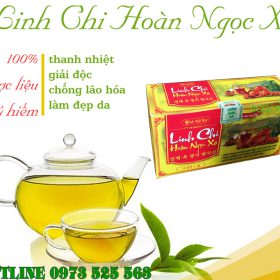 Linh Chi Hoàn Ngọc X
100%
thanh nhiệt
giải độc
ợc liệu
chống lão hóa
ý hiếm
làm đẹp da
Linh Chi
Hoàn Ngọc Xạ
TLINE 0973 525 563